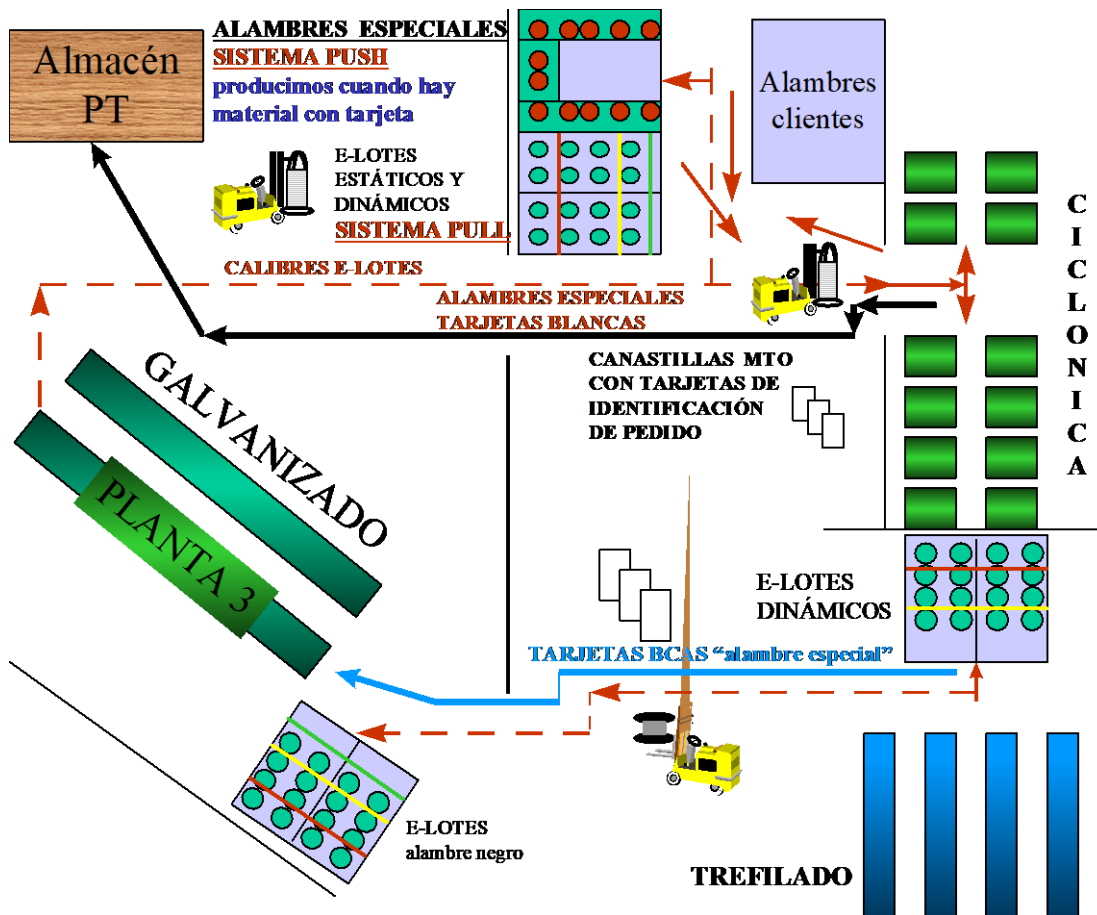 Almacén
PT
ALAMBRES ESPECIALES
SISTEMA PUSH
producimos cuando hay
material con tarjeta
E-LOTES
ESTÁTICOS Y
DINÁMICOS
SISTEMA PULL
Alambres
clientes
CICLONICA
CALIBRES E-LOTES
ALAMBRES ESPECIALES
TARJETAS BLANCAS
CANASTILLAS MTO
CON TARJETAS DE
IDENTIFICACIÓN
DE PEDIDO
GALVANIZADO
PLANTA 3
E-LOTES
DINÁMICOS
TARJETAS BCAS “alambre especial”
E-LOTES
alambre negro
TREFILADO